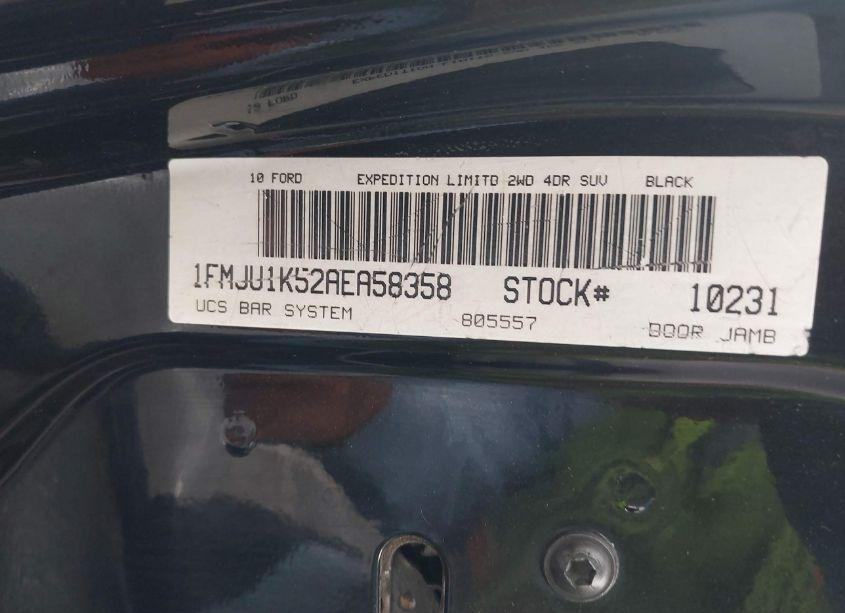 10 FORD EXPEDITION LIMITD 2WD 4DR SUV BLACK
1FMJU1K52AEA58358 STOCK# 10231
UCS BAR SYSTEM 805557 DOOR JAMB